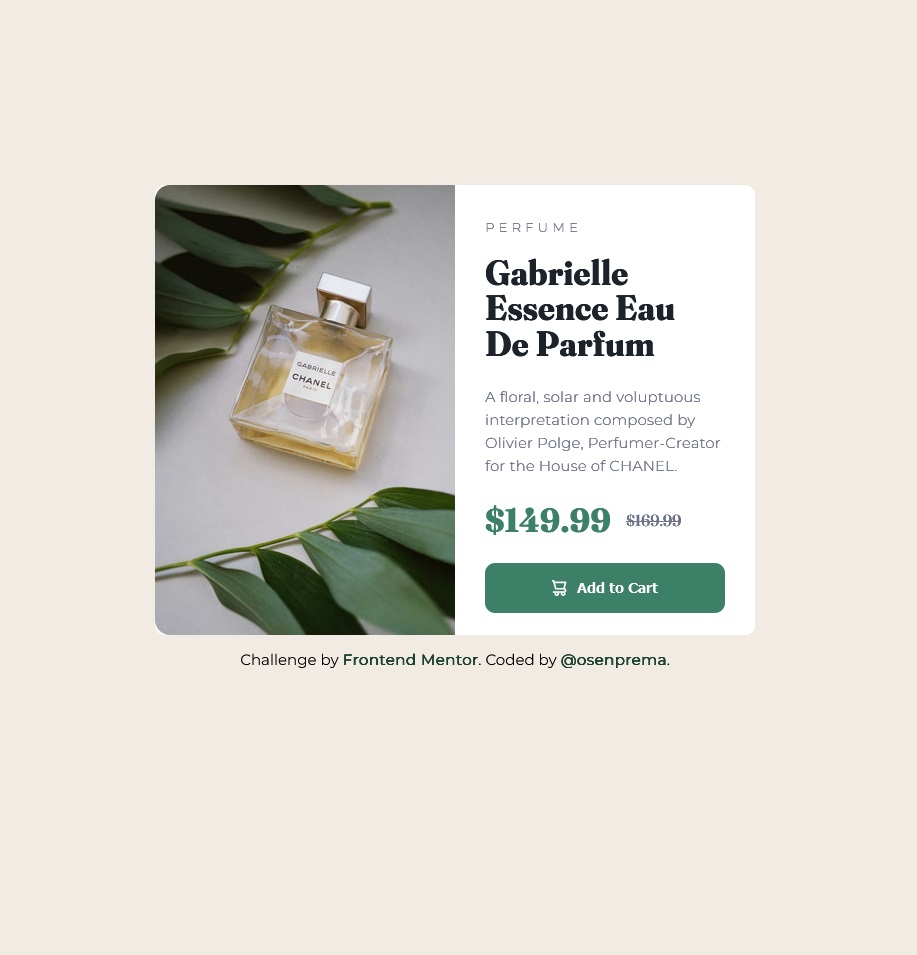 GABRIELLE
CHANEL
PARIS
PERFUME
Gabrielle
Essence Eau
De Parfum
A floral, solar and voluptuous
interpretation composed by
Olivier Polge, Perfumer-Creator
for the House of CHANEL.
$149.99 $169.99
Add to Cart
Challenge by Frontend Mentor. Coded by @osenprema.